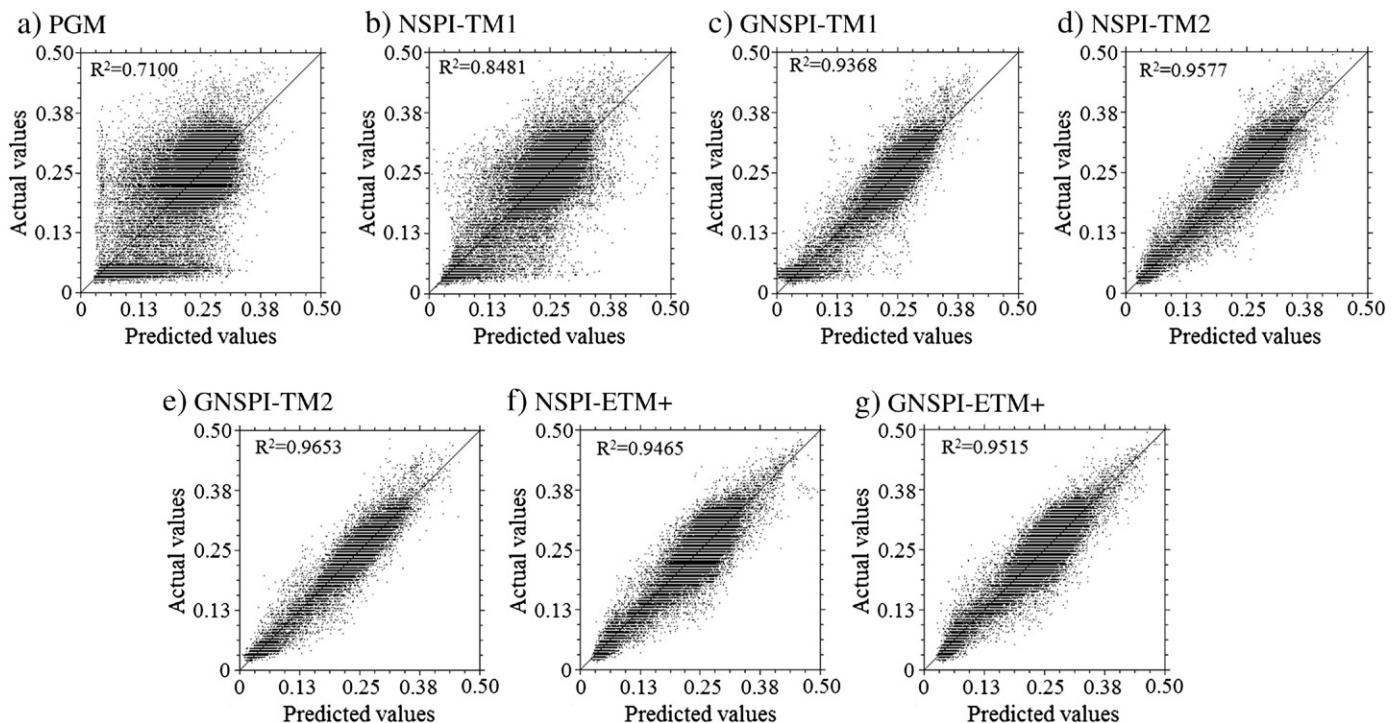 a) PGM
b) NSPI-TM1
c) GNSPI-TM1
d) NSPI-TM2
0.50
R²=0.7100
0.38
0.25
0.13
0
Actual values
0 0.13 0.25 0.38 0.50
Predicted values
0.50
R²=0.8481
0.38
0.25
0.13
0
Actual values
0 0.13 0.25 0.38 0.50
Predicted values
0.50
R²=0.9368
0.38
0.25
0.13
0
Actual values
0 0.13 0.25 0.38 0.50
Predicted values
0.50
R²=0.9577
0.38
0.25
0.13
0
Actual values
0 0.13 0.25 0.38 0.50
Predicted values
e) GNSPI-TM2
f) NSPI-ETM+
g) GNSPI-ETM+
0.50
R²=0.9653
0.38
0.25
0.13
0
Actual values
0 0.13 0.25 0.38 0.50
Predicted values
0.50
R²=0.9465
0.38
0.25
0.13
0
Actual values
0 0.13 0.25 0.38 0.50
Predicted values
0.50
R²=0.9515
0.38
0.25
0.13
0
Actual values
0 0.13 0.25 0.38 0.50
Predicted values